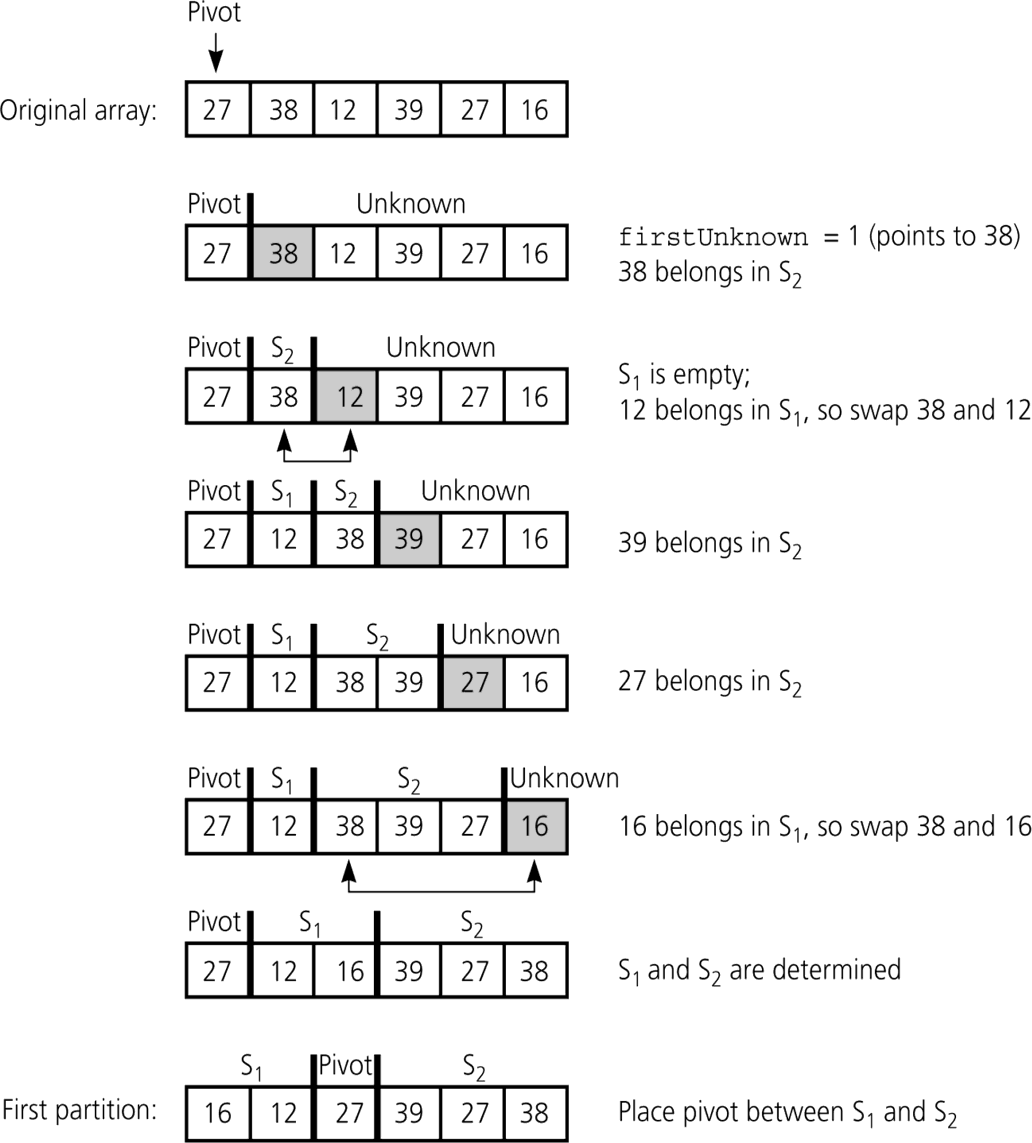 Pivot
Original array: 27 38 12 39 27 16
Pivot Unknown
27 38 12 39 27 16
firstUnknown = 1 (points to 38)
38 belongs in S₂
Pivot S₂ Unknown
27 38 12 39 27 16
S₁ is empty;
12 belongs in S₁, so swap 38 and 12
Pivot S₁ S₂ Unknown
27 12 38 39 27 16
39 belongs in S₂
Pivot S₁ S₂ Unknown
27 12 38 39 27 16
27 belongs in S₂
Pivot S₁ S₂ Unknown
27 12 38 39 27 16
16 belongs in S₁, so swap 38 and 16
Pivot S₁ S₂
27 12 16 39 27 38
S₁ and S₂ are determined
S₁ Pivot S₂
First partition: 16 12 27 39 27 38
Place pivot between S₁ and S₂